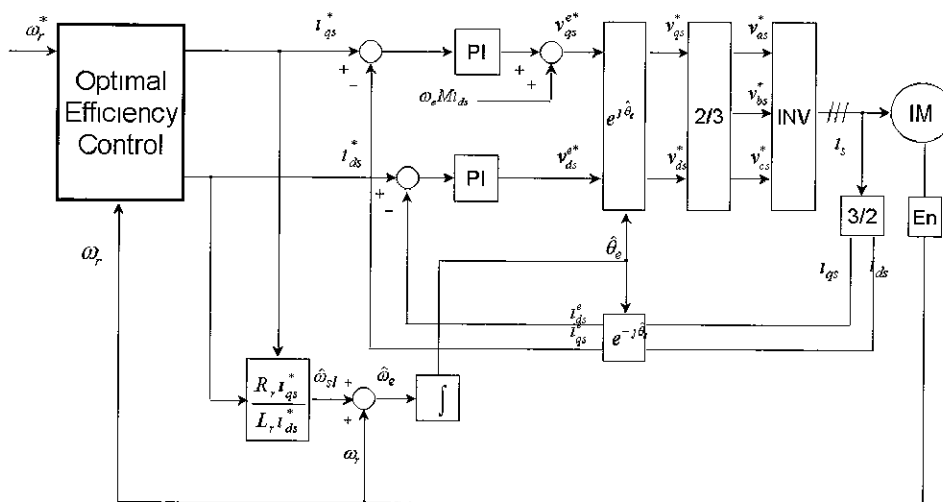 ω_r^*
Optimal
Efficiency
Control
i_qs^*
+
−
PI
+
+
ω_e Mi_ds
v_qs^e*
e^{jθ̂_e}
v_qs^*
v_ds^*
2/3
v_as^*
v_bs^*
v_cs^*
INV
i_s
IM
i_ds^*
+
−
PI
v_ds^e*
3/2
En
ω_r
θ̂_e
i_qs
i_ds
i_ds^e
i_qs^e
e^{-jθ̂_e}
R_r i_qs^*
L_r i_ds^*
ω̂_sl
+
+
ω̂_e
∫
ω_r